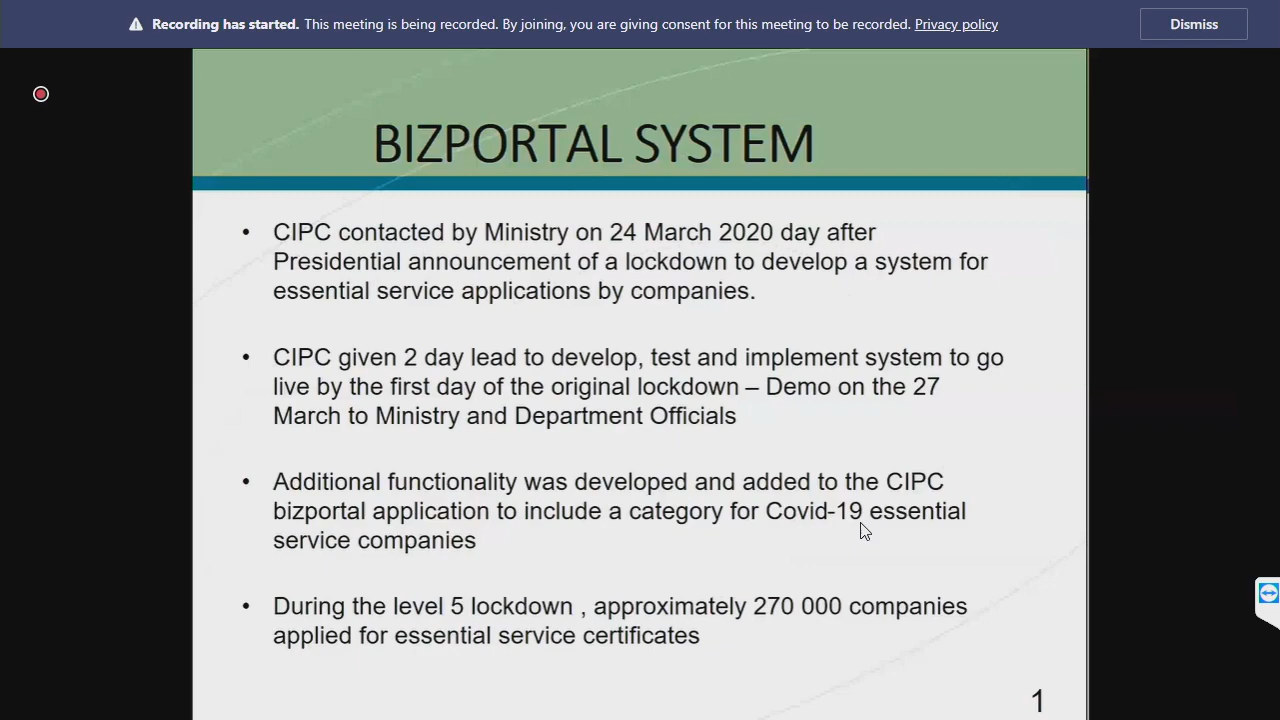 Recording has started. This meeting is being recorded. By joining, you are giving consent for this meeting to be recorded. Privacy policy
Dismiss
BIZPORTAL SYSTEM
• CIPC contacted by Ministry on 24 March 2020 day after
Presidential announcement of a lockdown to develop a system for
essential service applications by companies.
• CIPC given 2 day lead to develop, test and implement system to go
live by the first day of the original lockdown – Demo on the 27
March to Ministry and Department Officials
• Additional functionality was developed and added to the CIPC
bizportal application to include a category for Covid-19 essential
service companies
• During the level 5 lockdown , approximately 270 000 companies
applied for essential service certificates
1